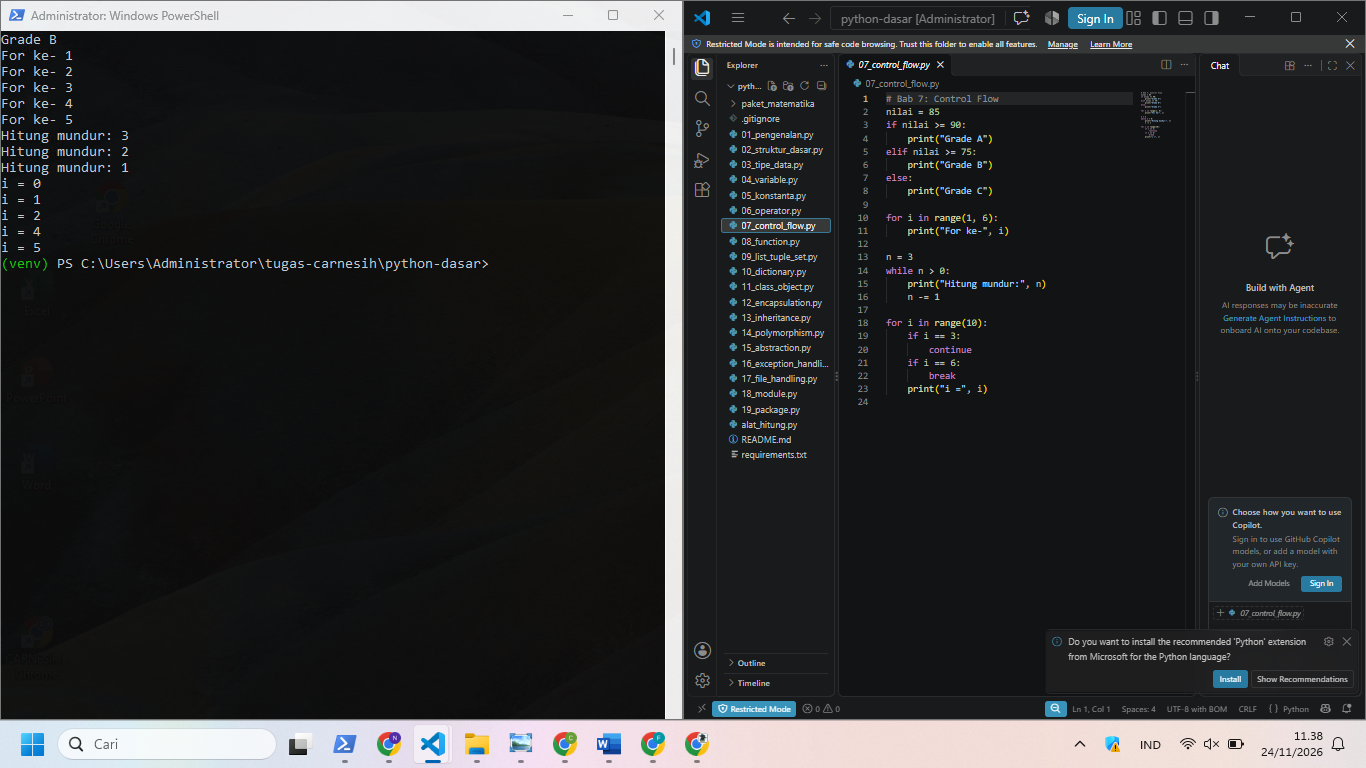 Administrator: Windows PowerShell
Grade B
For ke- 1
For ke- 2
For ke- 3
For ke- 4
For ke- 5
Hitung mundur: 3
Hitung mundur: 2
Hitung mundur: 1
i = 0
i = 1
i = 2
i = 4
i = 5
(venv) PS C:\Users\Administrator\tugas-carnesih\python-dasar>
python-dasar [Administrator]
Sign In
Restricted Mode is intended for safe code browsing. Trust this folder to enable all features. Manage Learn More
Explorer
pyth...
paket_matematika
.gitignore
01_pengenalan.py
02_struktur_dasar.py
03_tipe_data.py
04_variable.py
05_konstanta.py
06_operator.py
07_control_flow.py
08_function.py
09_list_tuple_set.py
10_dictionary.py
11_class_object.py
12_encapsulation.py
13_inheritance.py
14_polymorphism.py
15_abstraction.py
16_exception_handli...
17_file_handling.py
18_module.py
19_package.py
alat_hitung.py
README.md
requirements.txt
Outline
Timeline
07_control_flow.py
07_control_flow.py
1 # Bab 7: Control Flow
2 nilai = 85
3 if nilai >= 90:
4     print("Grade A")
5 elif nilai >= 75:
6     print("Grade B")
7 else:
8     print("Grade C")
9
10 for i in range(1, 6):
11     print("For ke-", i)
12
13 n = 3
14 while n > 0:
15     print("Hitung mundur:", n)
16     n -= 1
17
18 for i in range(10):
19     if i == 3:
20         continue
21     if i == 6:
22         break
23     print("i =", i)
24
Chat
Build with Agent
AI responses may be inaccurate
Generate Agent Instructions to
onboard AI onto your codebase.
Choose how you want to use
Copilot.
Sign in to use GitHub Copilot
models, or add a model with
your own API key.
Add Models Sign In
07_control_flow.py
Do you want to install the recommended 'Python' extension
from Microsoft for the Python language?
Install Show Recommendations
Restricted Mode 0 0
Ln 1, Col 1 Spaces: 4 UTF-8 with BOM CRLF { } Python
Cari
IND
11.38
24/11/2026